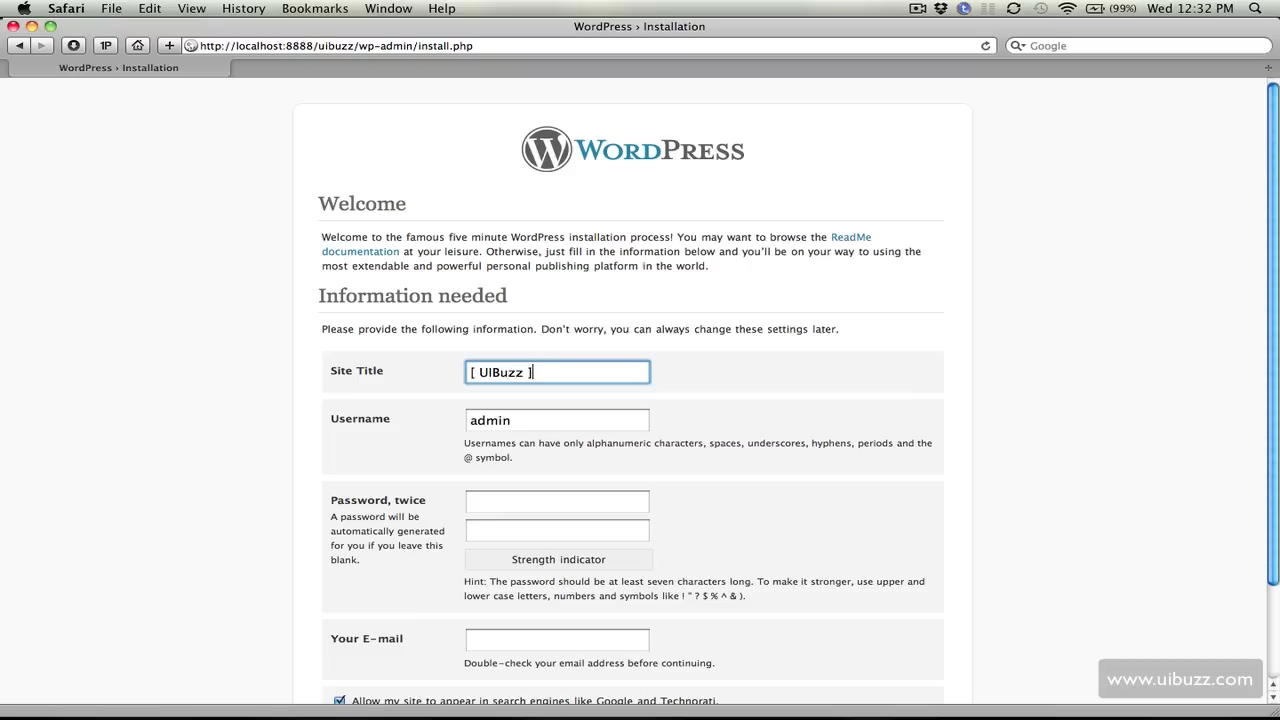 Safari File Edit View History Bookmarks Window Help (99%) Wed 12:32 PM
WordPress › Installation
1P http://localhost:8888/uibuzz/wp-admin/install.php Google
WordPress › Installation
WORDPRESS
Welcome
Welcome to the famous five minute WordPress installation process! You may want to browse the ReadMe
documentation at your leisure. Otherwise, just fill in the information below and you'll be on your way to using the
most extendable and powerful personal publishing platform in the world.
Information needed
Please provide the following information. Don't worry, you can always change these settings later.
Site Title [ UIBuzz ]
Username admin
Usernames can have only alphanumeric characters, spaces, underscores, hyphens, periods and the
@ symbol.
Password, twice
A password will be
automatically generated
for you if you leave this
blank.
Strength indicator
Hint: The password should be at least seven characters long. To make it stronger, use upper and
lower case letters, numbers and symbols like ! " ? $ % ^ & ).
Your E-mail
Double-check your email address before continuing.
Allow my site to appear in search engines like Google and Technorati.
www.uibuzz.com